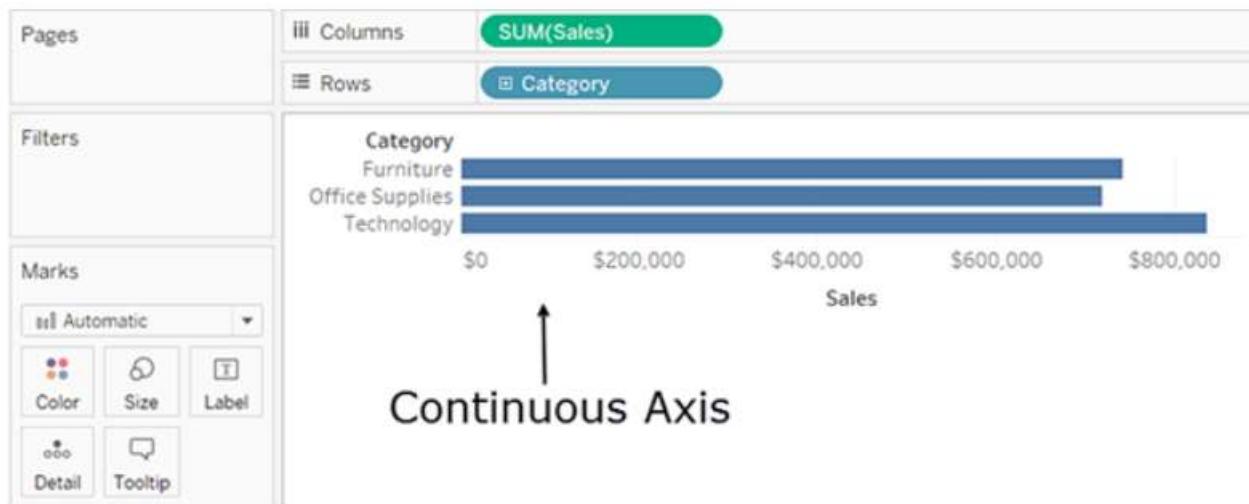 Pages
Columns SUM(Sales)
Rows Category
Filters
Category
Furniture
Office Supplies
Technology
$0 $200,000 $400,000 $600,000 $800,000
Sales
Marks
Automatic
Color Size Label
Detail Tooltip
Continuous Axis